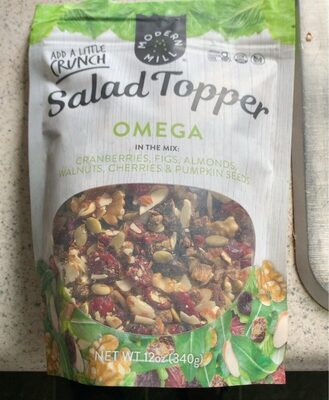 MODERN
MILL
ADD A LITTLE
CRUNCH
Salad Topper
OMEGA
IN THE MIX:
CRANBERRIES, FIGS, ALMONDS,
WALNUTS, CHERRIES & PUMPKIN SEEDS
NET WT 12oz (340g)